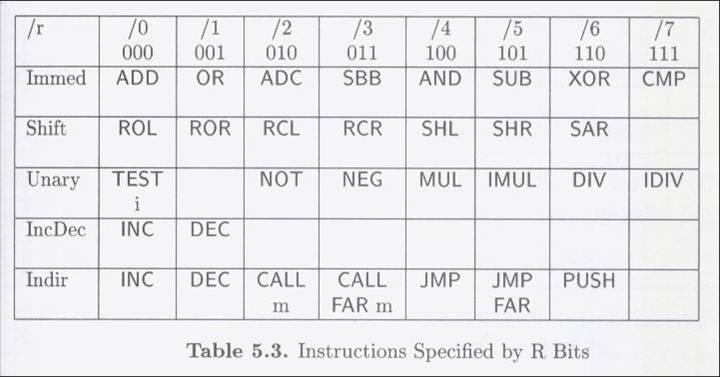 /r /0 /1 /2 /3 /4 /5 /6 /7
000 001 010 011 100 101 110 111
Immed ADD OR ADC SBB AND SUB XOR CMP
Shift ROL ROR RCL RCR SHL SHR SAR
Unary TEST NOT NEG MUL IMUL DIV IDIV
i
IncDec INC DEC
Indir INC DEC CALL CALL JMP JMP PUSH
m FAR m FAR
Table 5.3. Instructions Specified by R Bits